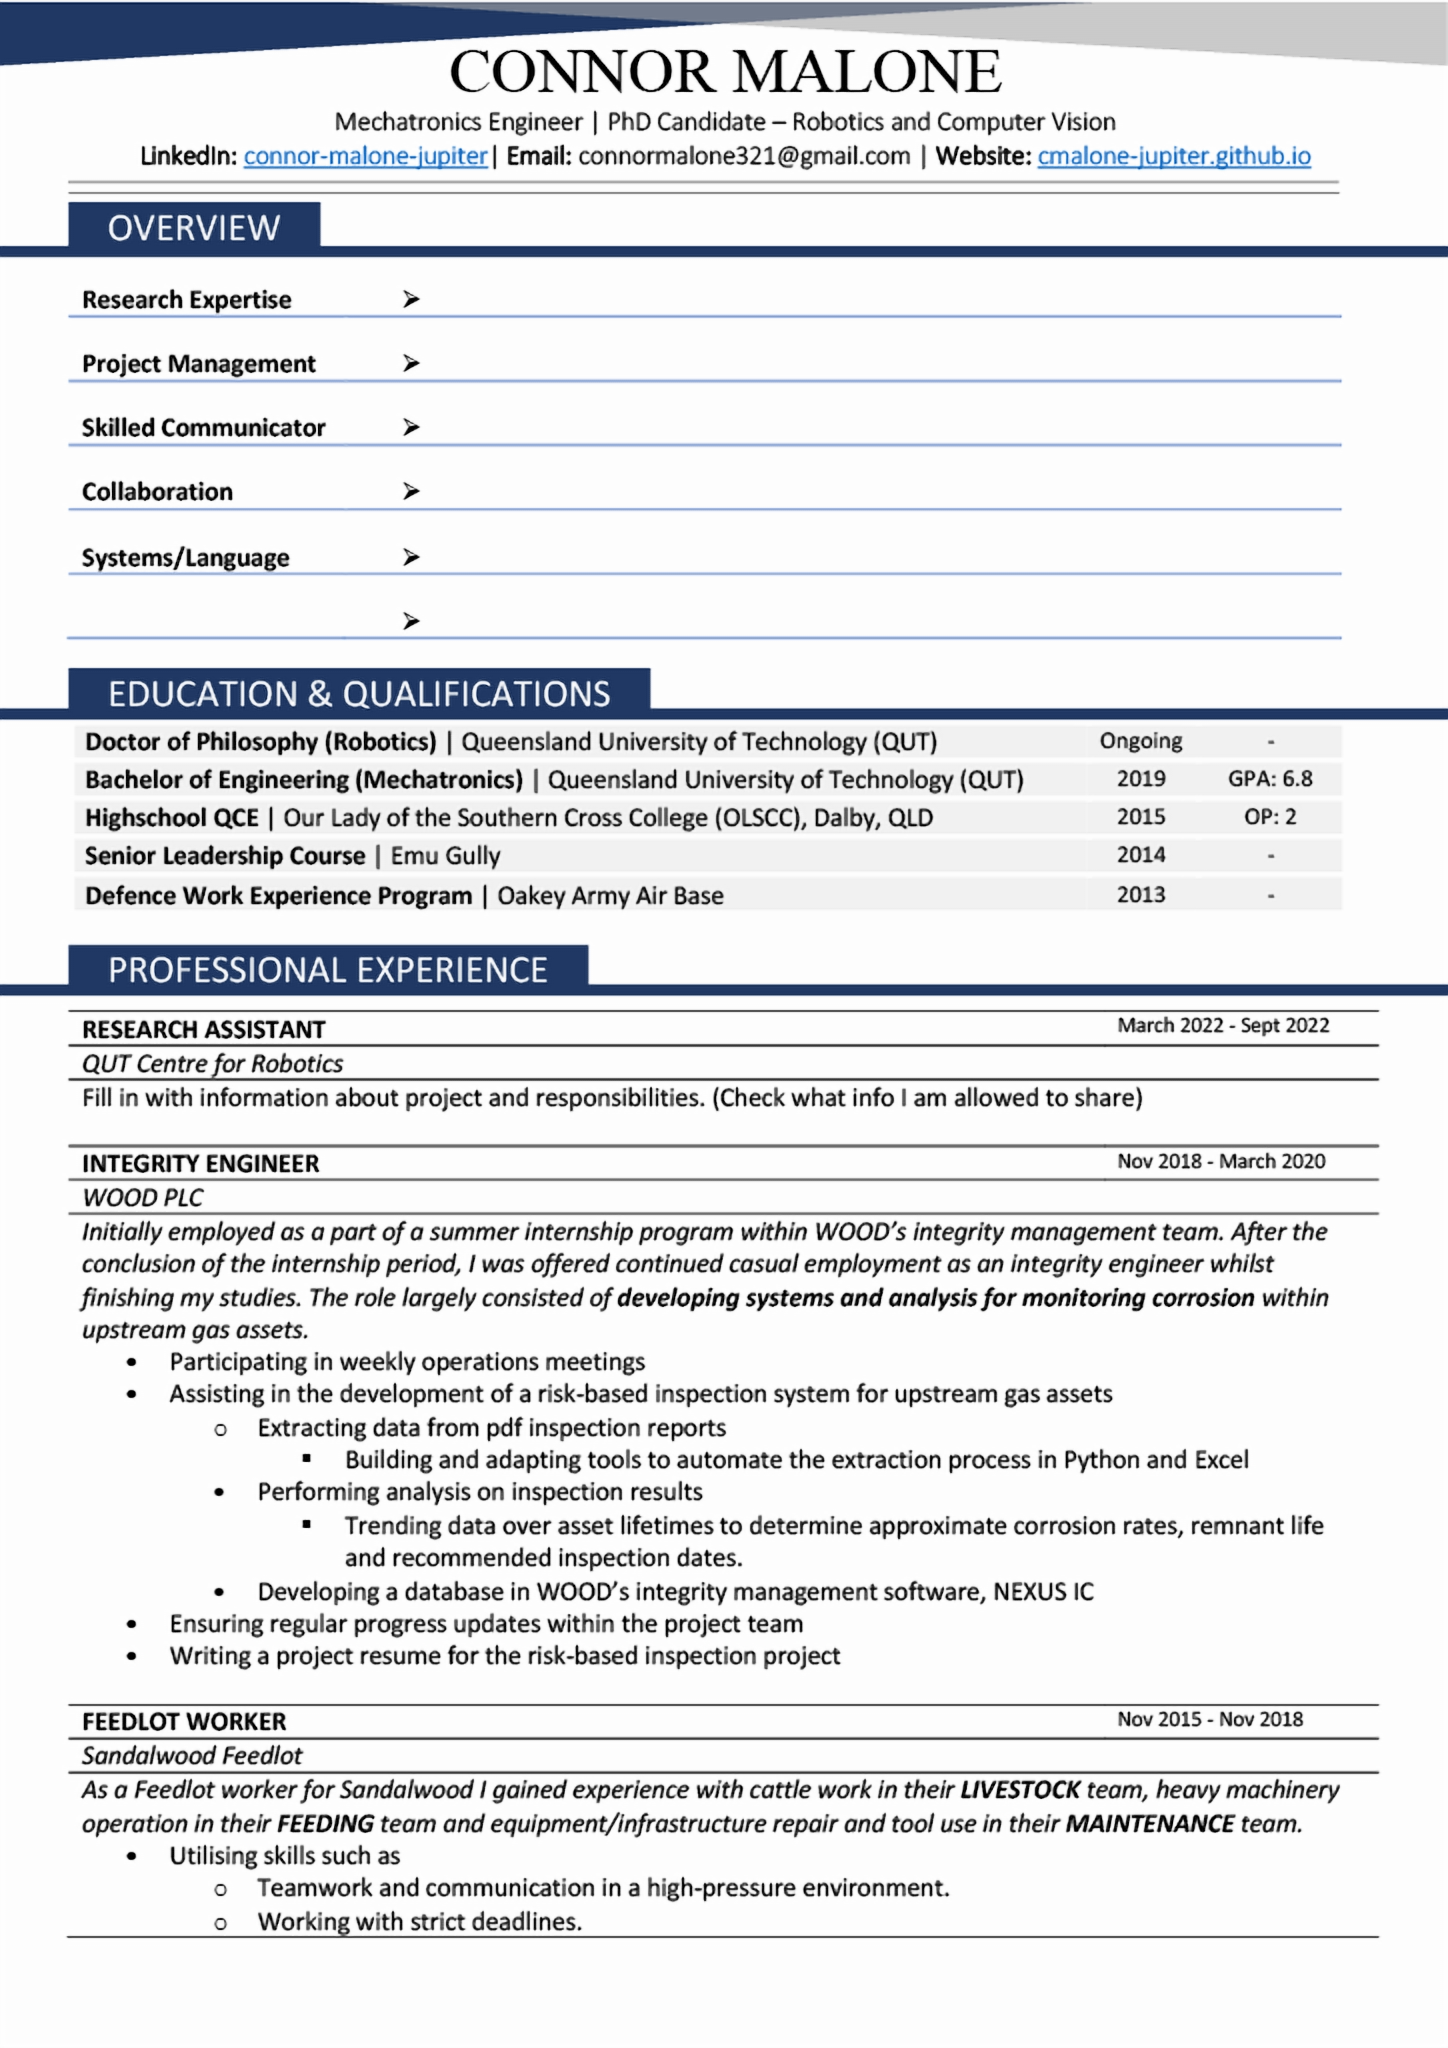 CONNOR MALONE
Mechatronics Engineer | PhD Candidate – Robotics and Computer Vision
LinkedIn: connor-malone-jupiter| Email: connormalone321@gmail.com | Website: cmalone-jupiter.github.io
OVERVIEW
Research Expertise ➢
Project Management ➢
Skilled Communicator ➢
Collaboration ➢
Systems/Language ➢
➢
EDUCATION & QUALIFICATIONS
Doctor of Philosophy (Robotics) | Queensland University of Technology (QUT) Ongoing -
Bachelor of Engineering (Mechatronics) | Queensland University of Technology (QUT) 2019 GPA: 6.8
Highschool QCE | Our Lady of the Southern Cross College (OLSCC), Dalby, QLD 2015 OP: 2
Senior Leadership Course | Emu Gully 2014 -
Defence Work Experience Program | Oakey Army Air Base 2013 -
PROFESSIONAL EXPERIENCE
RESEARCH ASSISTANT March 2022 - Sept 2022
QUT Centre for Robotics
Fill in with information about project and responsibilities. (Check what info I am allowed to share)
INTEGRITY ENGINEER Nov 2018 - March 2020
WOOD PLC
Initially employed as a part of a summer internship program within WOOD’s integrity management team. After the
conclusion of the internship period, I was offered continued casual employment as an integrity engineer whilst
finishing my studies. The role largely consisted of developing systems and analysis for monitoring corrosion within
upstream gas assets.
• Participating in weekly operations meetings
• Assisting in the development of a risk-based inspection system for upstream gas assets
o Extracting data from pdf inspection reports
▪ Building and adapting tools to automate the extraction process in Python and Excel
• Performing analysis on inspection results
▪ Trending data over asset lifetimes to determine approximate corrosion rates, remnant life
and recommended inspection dates.
• Developing a database in WOOD’s integrity management software, NEXUS IC
• Ensuring regular progress updates within the project team
• Writing a project resume for the risk-based inspection project
FEEDLOT WORKER Nov 2015 - Nov 2018
Sandalwood Feedlot
As a Feedlot worker for Sandalwood I gained experience with cattle work in their LIVESTOCK team, heavy machinery
operation in their FEEDING team and equipment/infrastructure repair and tool use in their MAINTENANCE team.
• Utilising skills such as
o Teamwork and communication in a high-pressure environment.
o Working with strict deadlines.